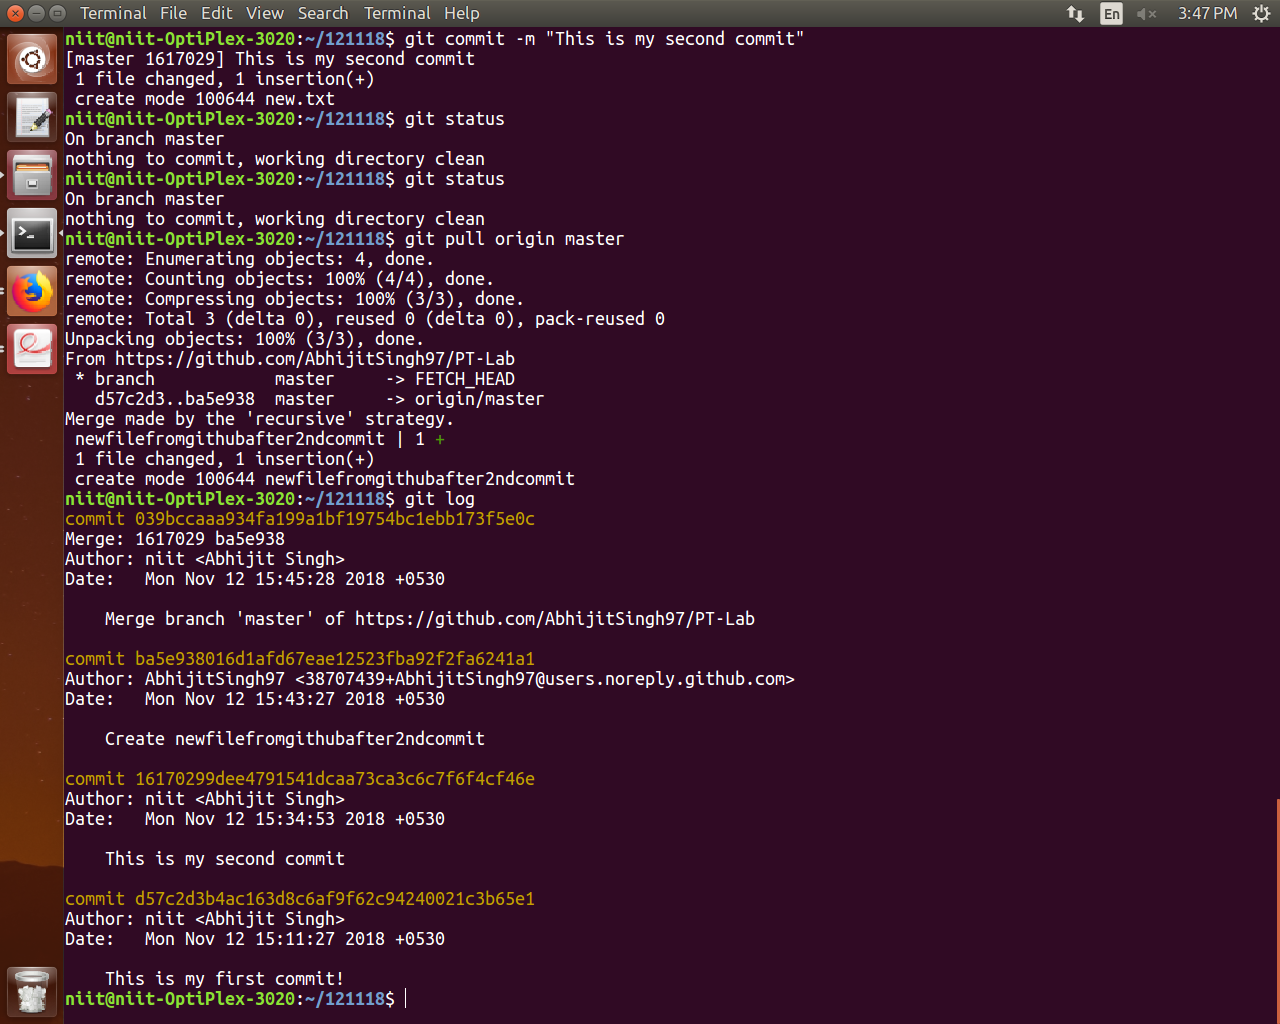 Terminal File Edit View Search Terminal Help En 3:47 PM
niit@niit-OptiPlex-3020:~/121118$ git commit -m "This is my second commit"
[master 1617029] This is my second commit
 1 file changed, 1 insertion(+)
 create mode 100644 new.txt
niit@niit-OptiPlex-3020:~/121118$ git status
On branch master
nothing to commit, working directory clean
niit@niit-OptiPlex-3020:~/121118$ git status
On branch master
nothing to commit, working directory clean
niit@niit-OptiPlex-3020:~/121118$ git pull origin master
remote: Enumerating objects: 4, done.
remote: Counting objects: 100% (4/4), done.
remote: Compressing objects: 100% (3/3), done.
remote: Total 3 (delta 0), reused 0 (delta 0), pack-reused 0
Unpacking objects: 100% (3/3), done.
From https://github.com/AbhijitSingh97/PT-Lab
 * branch            master     -> FETCH_HEAD
   d57c2d3..ba5e938  master     -> origin/master
Merge made by the 'recursive' strategy.
 newfilefromgithubafter2ndcommit | 1 +
 1 file changed, 1 insertion(+)
 create mode 100644 newfilefromgithubafter2ndcommit
niit@niit-OptiPlex-3020:~/121118$ git log
commit 039bccaaa934fa199a1bf19754bc1ebb173f5e0c
Merge: 1617029 ba5e938
Author: niit <Abhijit Singh>
Date:   Mon Nov 12 15:45:28 2018 +0530
    Merge branch 'master' of https://github.com/AbhijitSingh97/PT-Lab
commit ba5e938016d1afd67eae12523fba92f2fa6241a1
Author: AbhijitSingh97 <38707439+AbhijitSingh97@users.noreply.github.com>
Date:   Mon Nov 12 15:43:27 2018 +0530
    Create newfilefromgithubafter2ndcommit
commit 16170299dee4791541dcaa73ca3c6c7f6f4cf46e
Author: niit <Abhijit Singh>
Date:   Mon Nov 12 15:34:53 2018 +0530
    This is my second commit
commit d57c2d3b4ac163d8c6af9f62c94240021c3b65e1
Author: niit <Abhijit Singh>
Date:   Mon Nov 12 15:11:27 2018 +0530
    This is my first commit!
niit@niit-OptiPlex-3020:~/121118$